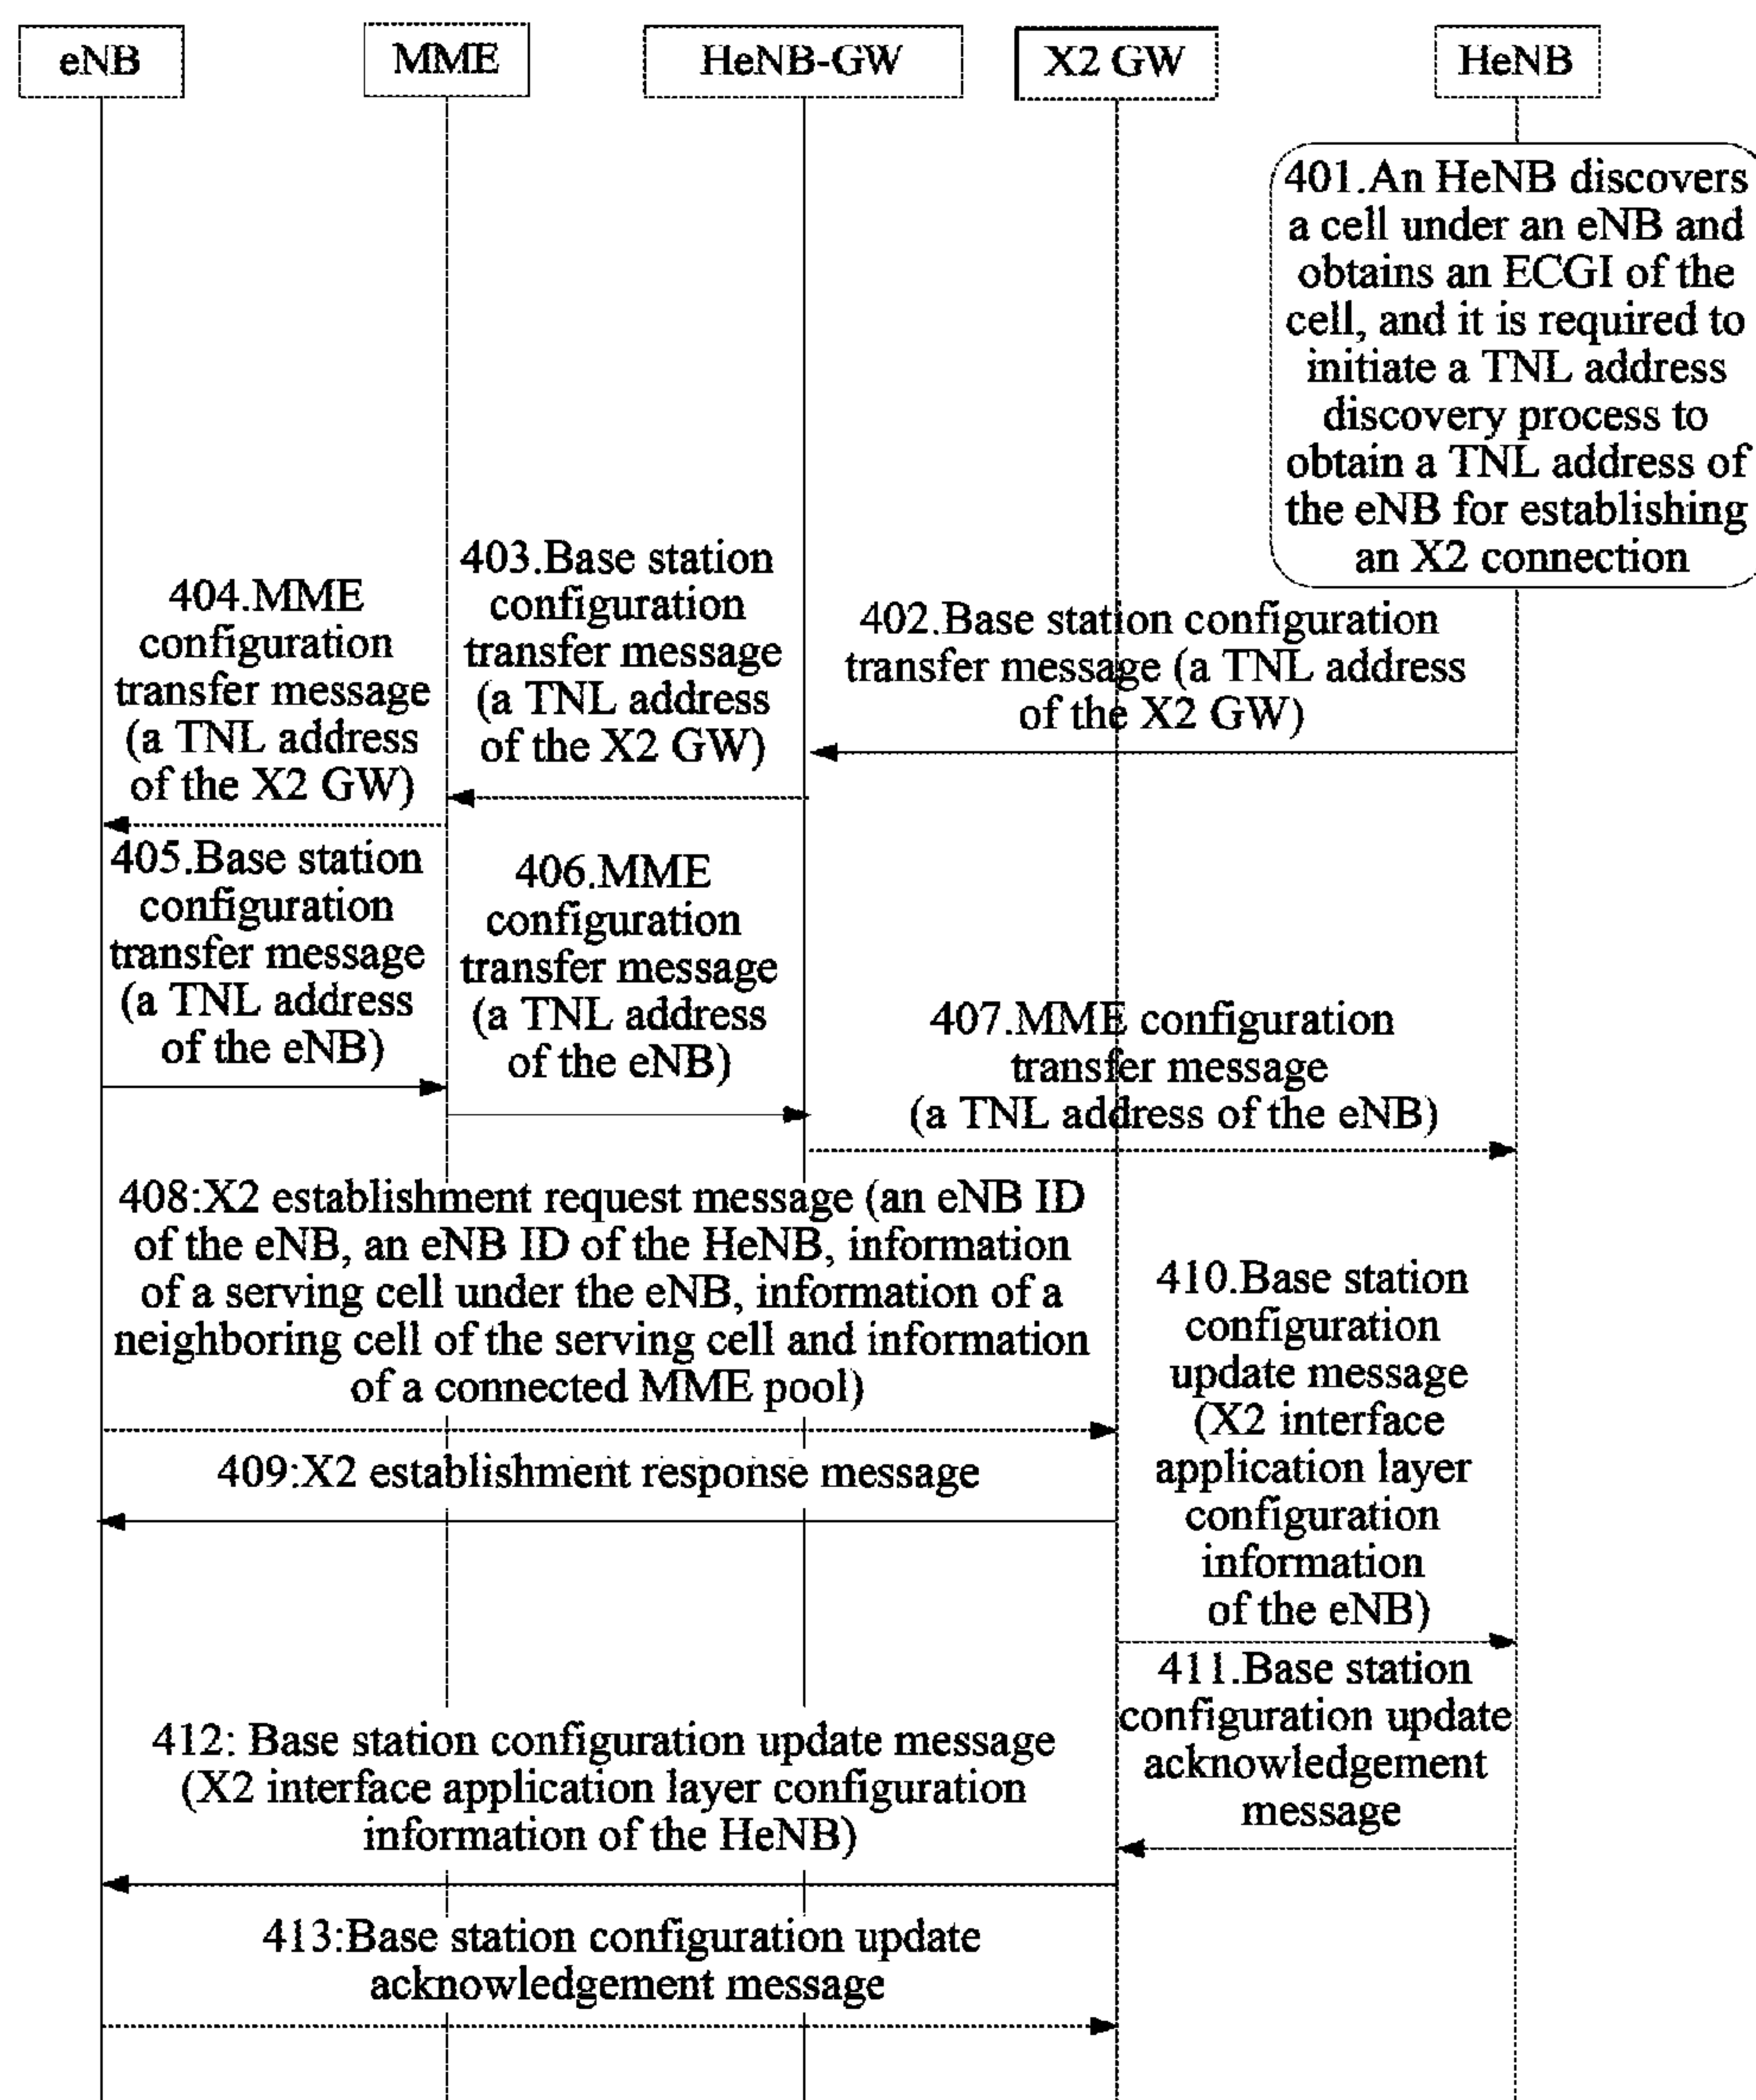 eNB
MME
HeNB-GW
X2 GW
HeNB
401.An HeNB discovers
a cell under an eNB and
obtains an ECGI of the
cell, and it is required to
initiate a TNL address
discovery process to
obtain a TNL address of
the eNB for establishing
an X2 connection
402.Base station configuration
transfer message (a TNL address
of the X2 GW)
403.Base station
configuration
transfer message
(a TNL address
of the X2 GW)
404.MME
configuration
transfer message
(a TNL address
of the X2 GW)
405.Base station
configuration
transfer message
(a TNL address
of the eNB)
406.MME
configuration
transfer message
(a TNL address
of the eNB)
407.MME configuration
transfer message
(a TNL address of the eNB)
408:X2 establishment request message (an eNB ID
of the eNB, an eNB ID of the HeNB, information
of a serving cell under the eNB, information of a
neighboring cell of the serving cell and information
of a connected MME pool)
409:X2 establishment response message
410.Base station
configuration
update message
(X2 interface
application layer
configuration
information
of the eNB)
411.Base station
configuration update
acknowledgement
message
412: Base station configuration update message
(X2 interface application layer configuration
information of the HeNB)
413:Base station configuration update
acknowledgement message